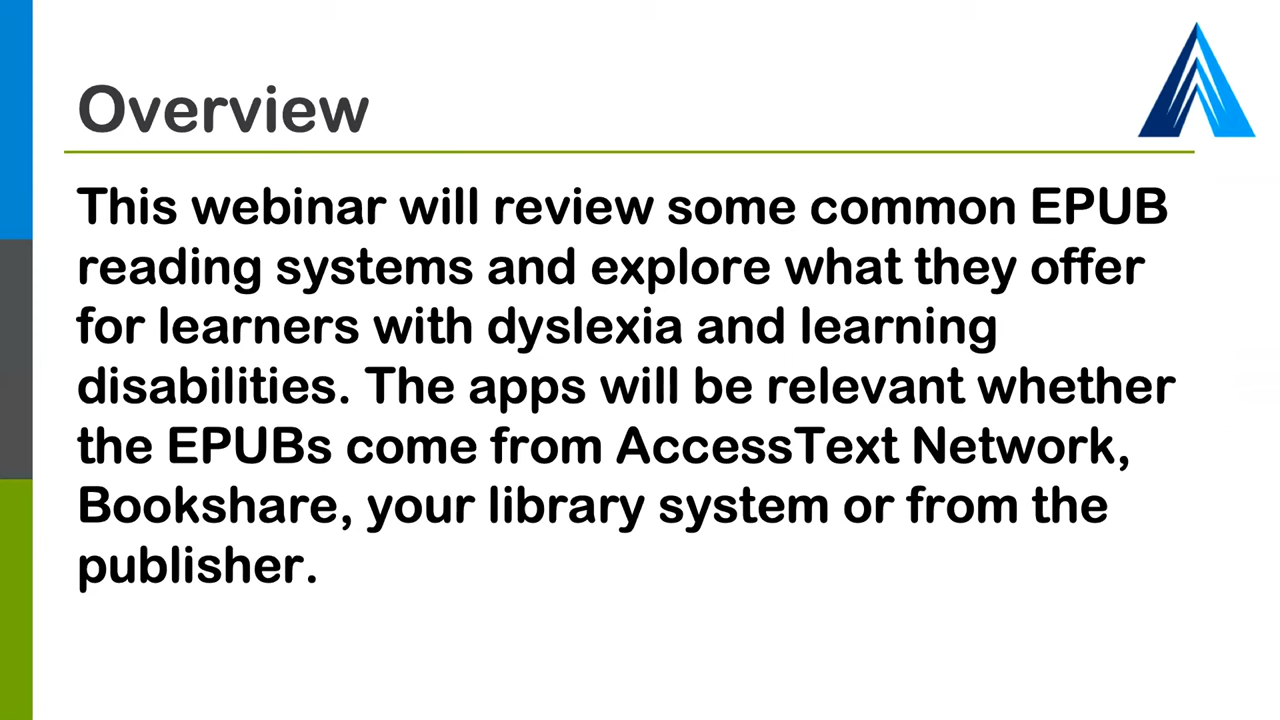 Overview
This webinar will review some common EPUB
reading systems and explore what they offer
for learners with dyslexia and learning
disabilities. The apps will be relevant whether
the EPUBs come from AccessText Network,
Bookshare, your library system or from the
publisher.